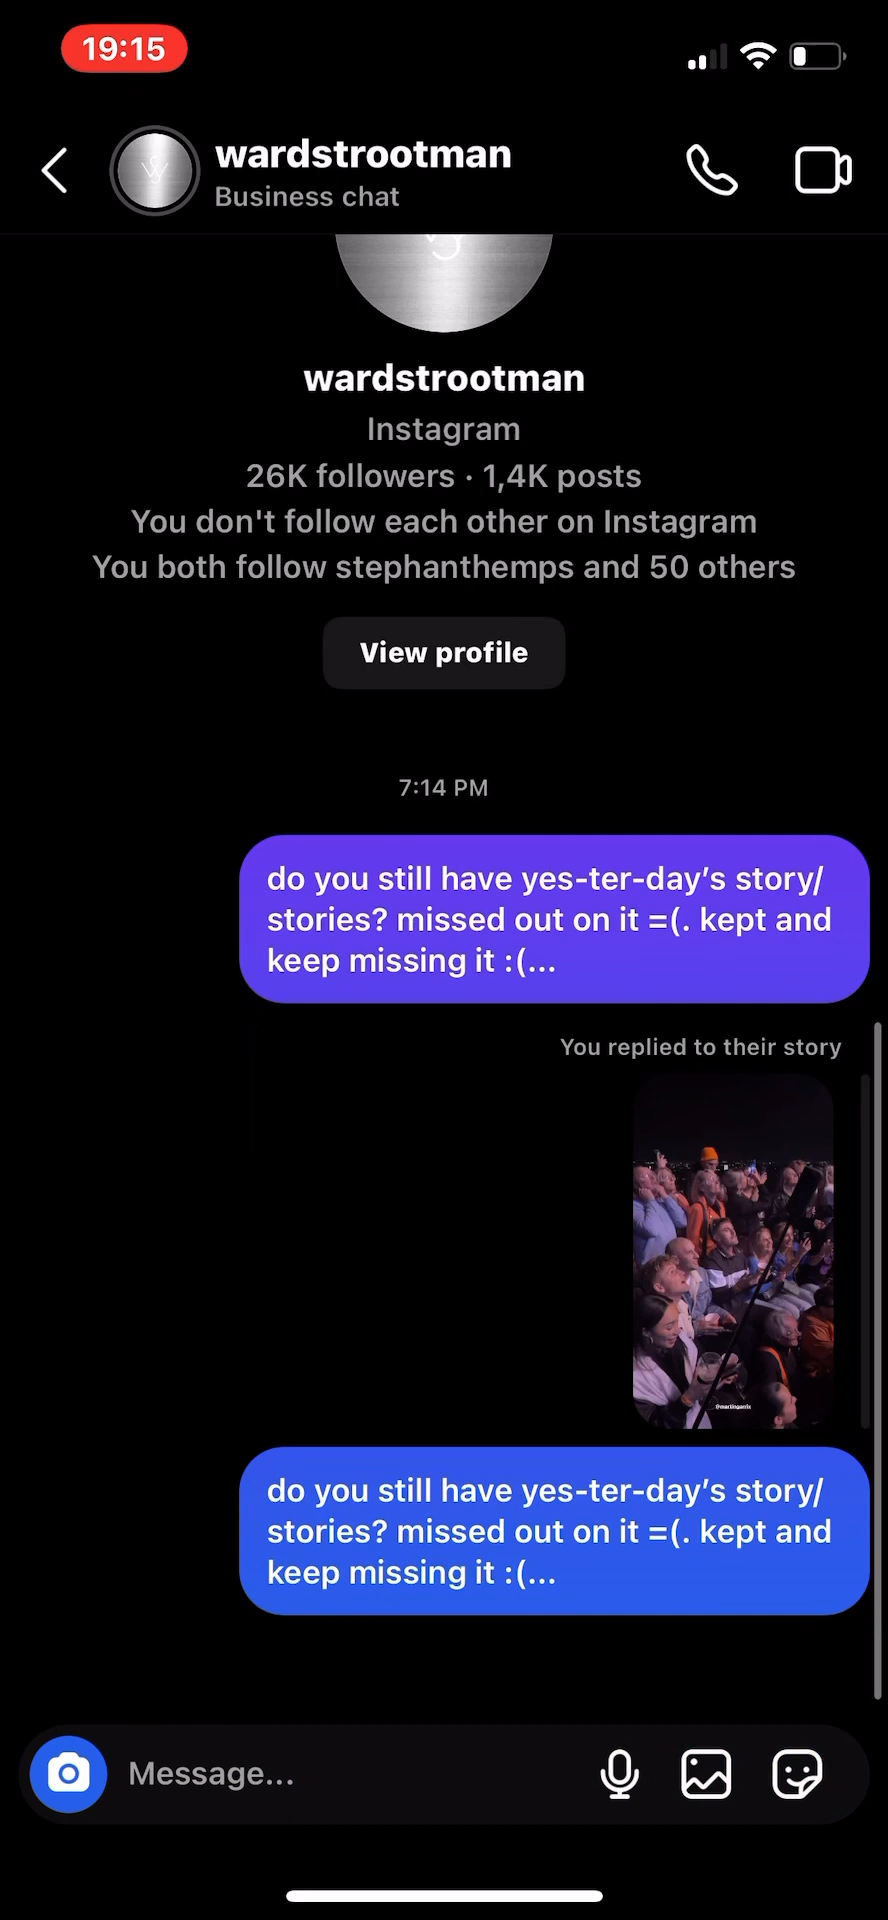 19:15
wardstrootman
Business chat
wardstrootman
Instagram
26K followers · 1,4K posts
You don't follow each other on Instagram
You both follow stephanthemps and 50 others
View profile
7:14 PM
do you still have yes-ter-day’s story/
stories? missed out on it =(. kept and
keep missing it :(...
You replied to their story
@martingarrix
do you still have yes-ter-day’s story/
stories? missed out on it =(. kept and
keep missing it :(...
Message...